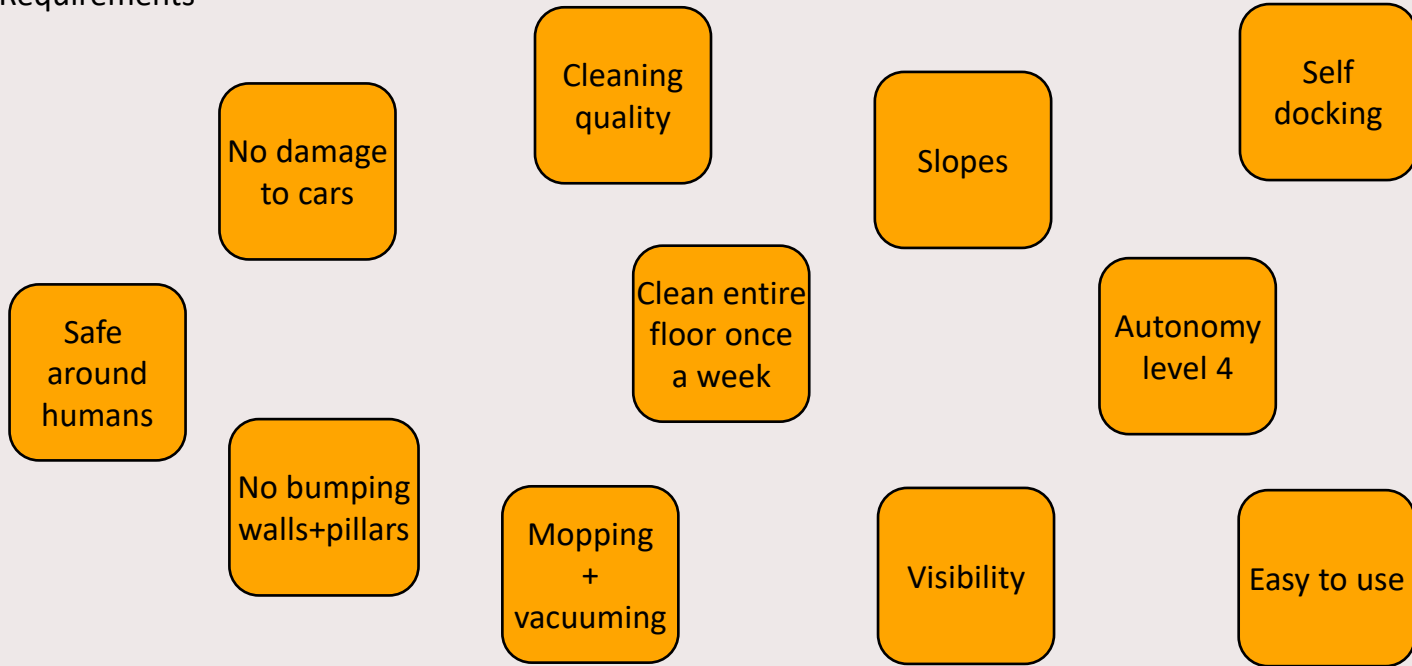 Requirements
Cleaning
quality
Self
docking
No damage
to cars
Slopes
Clean entire
floor once
a week
Autonomy
level 4
Safe
around
humans
No bumping
walls+pillars
Mopping
+
vacuuming
Visibility
Easy to use